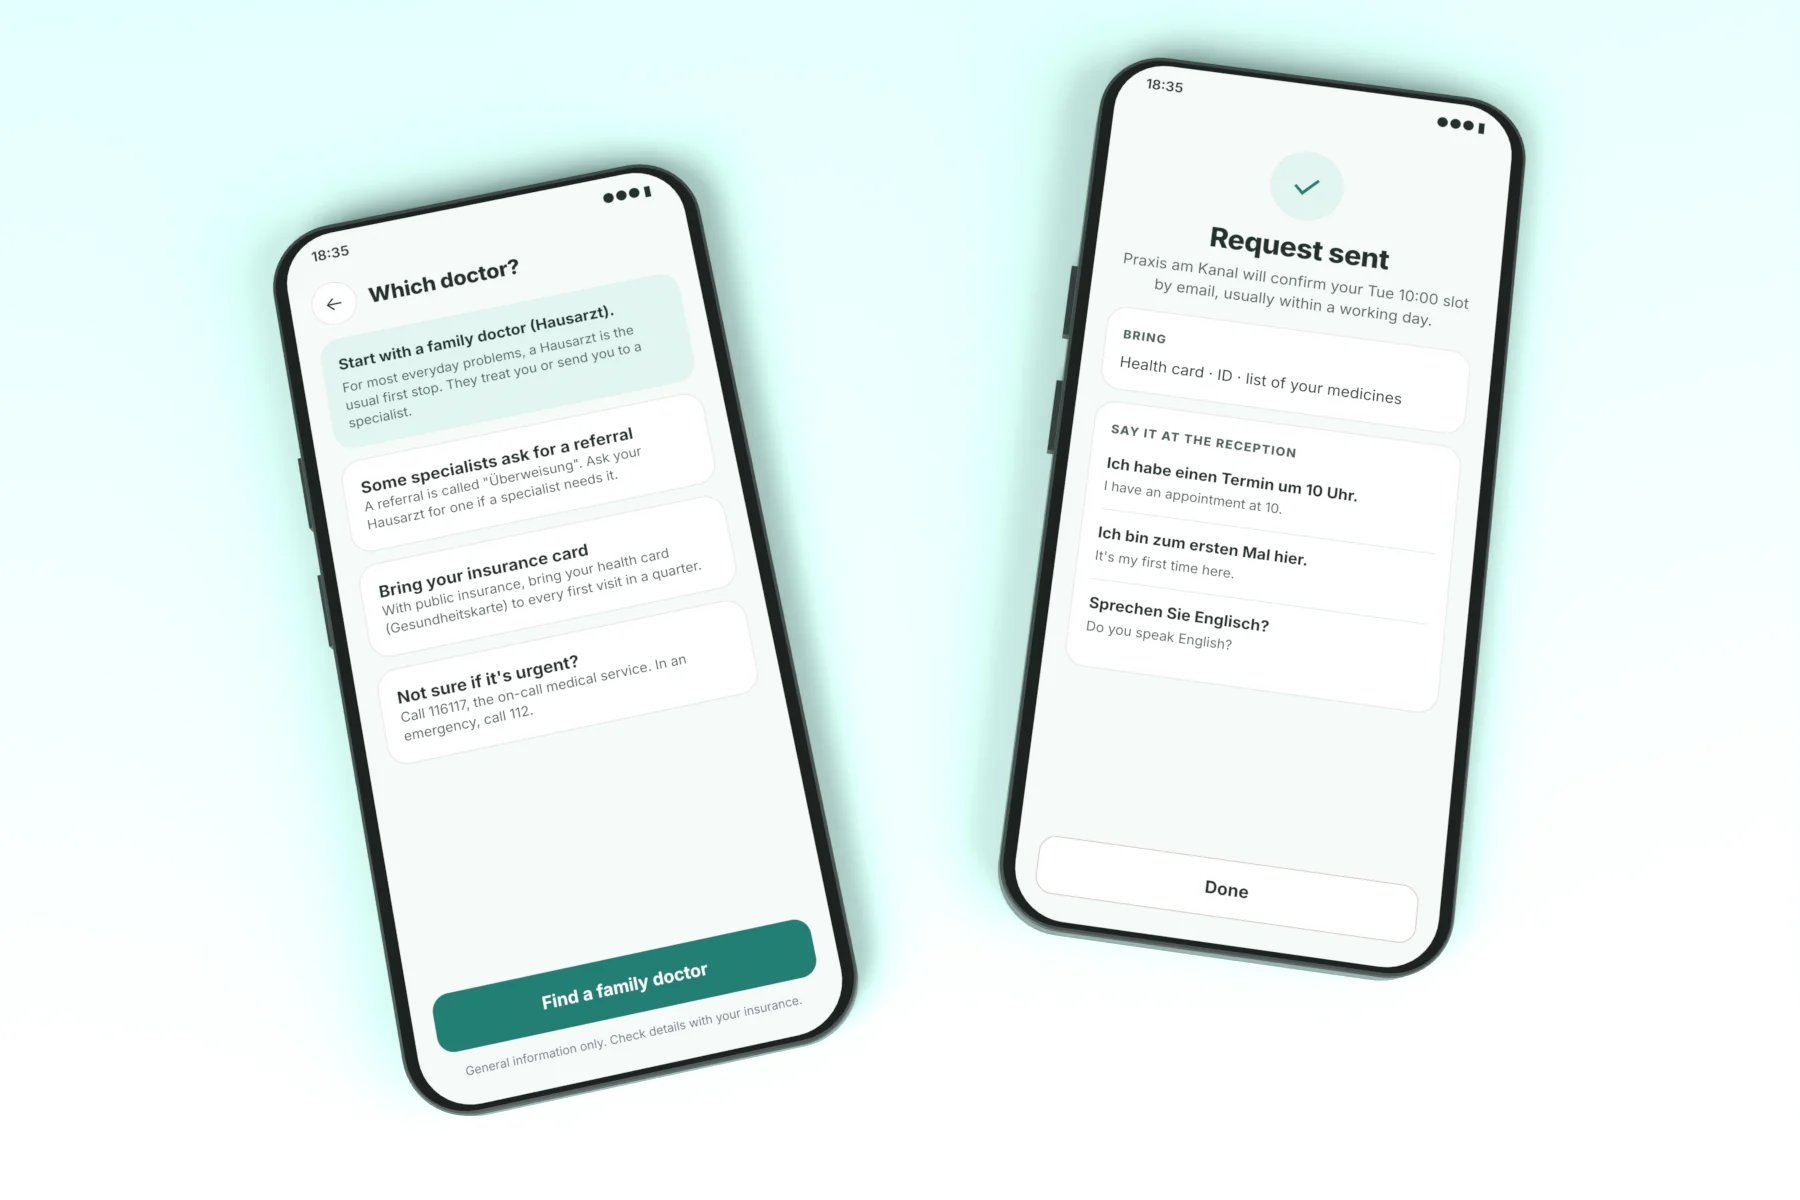 18:35
Which doctor?
Start with a family doctor (Hausarzt).
For most everyday problems, a Hausarzt is the
usual first stop. They treat you or send you to a
specialist.
Some specialists ask for a referral
A referral is called "Überweisung". Ask your
Hausarzt for one if a specialist needs it.
Bring your insurance card
With public insurance, bring your health card
(Gesundheitskarte) to every first visit in a quarter.
Not sure if it's urgent?
Call 116117, the on-call medical service. In an
emergency, call 112.
Find a family doctor
General information only. Check details with your insurance.
18:35
Request sent
Praxis am Kanal will confirm your Tue 10:00 slot
by email, usually within a working day.
BRING
Health card · ID · list of your medicines
SAY IT AT THE RECEPTION
Ich habe einen Termin um 10 Uhr.
I have an appointment at 10.
Ich bin zum ersten Mal hier.
It's my first time here.
Sprechen Sie Englisch?
Do you speak English?
Done